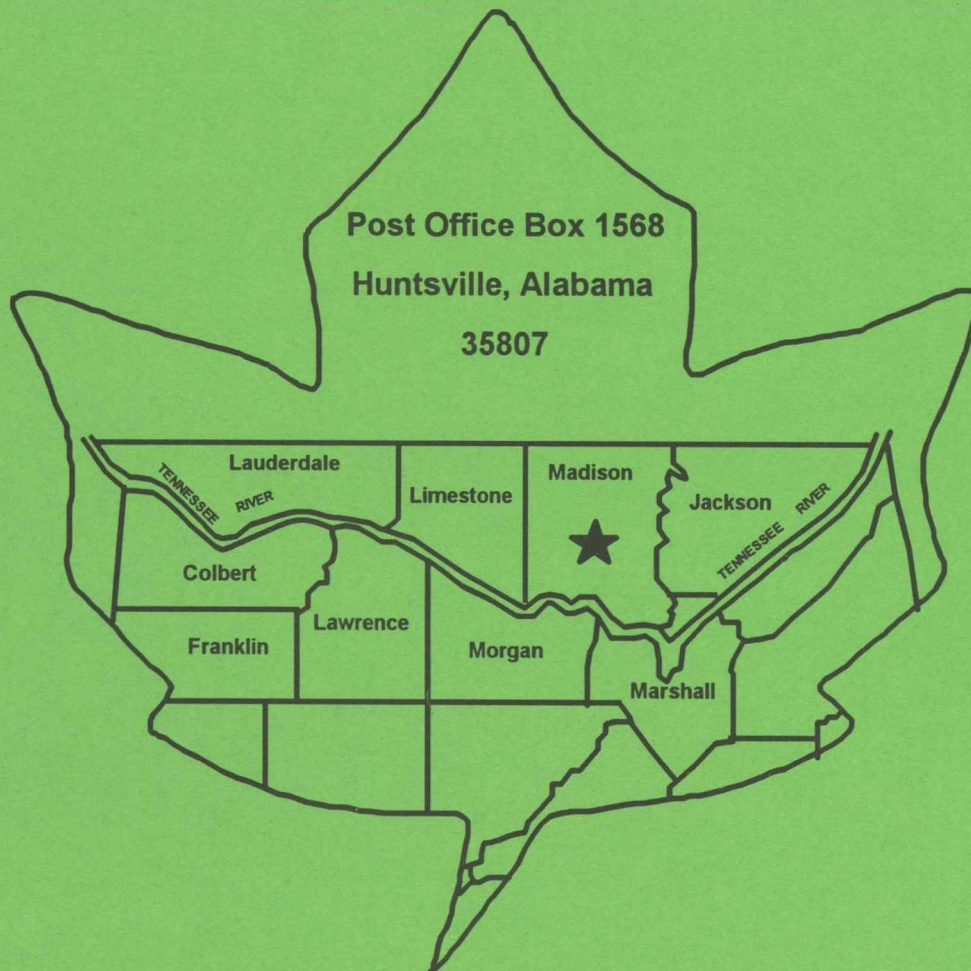 Post Office Box 1568
Huntsville, Alabama
35807
Lauderdale
TENNESSEE RIVER
Limestone
Madison
Jackson
TENNESSEE RIVER
Colbert
Lawrence
Franklin
Morgan
Marshall